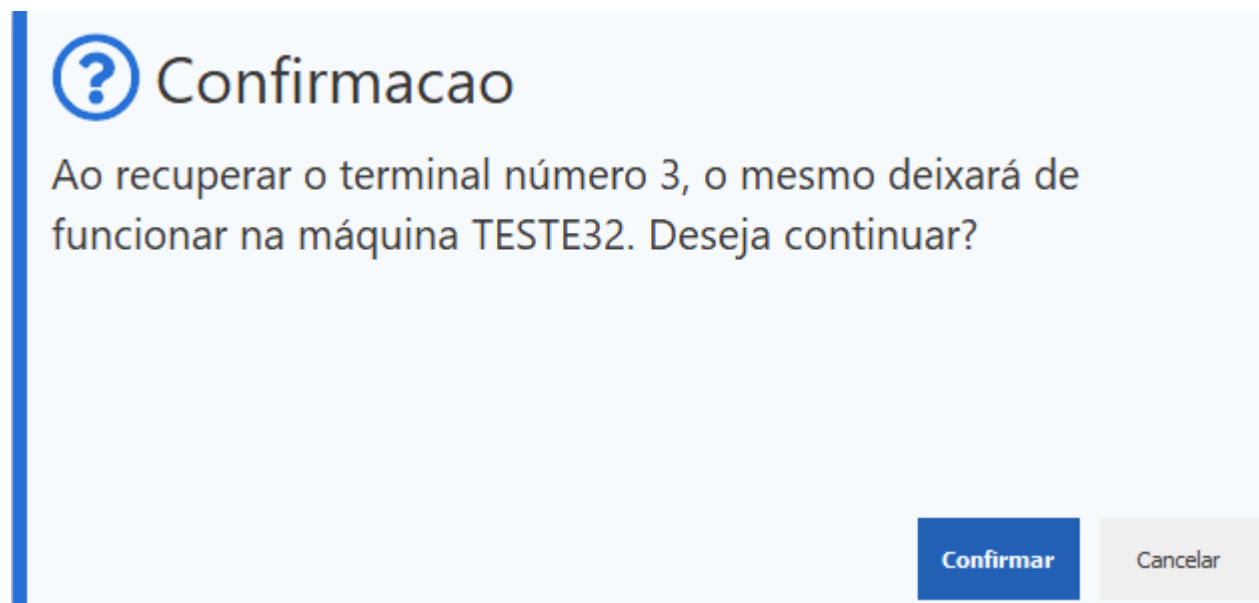 Confirmacao
Ao recuperar o terminal número 3, o mesmo deixará de
funcionar na máquina TESTE32. Deseja continuar?
Confirmar
Cancelar